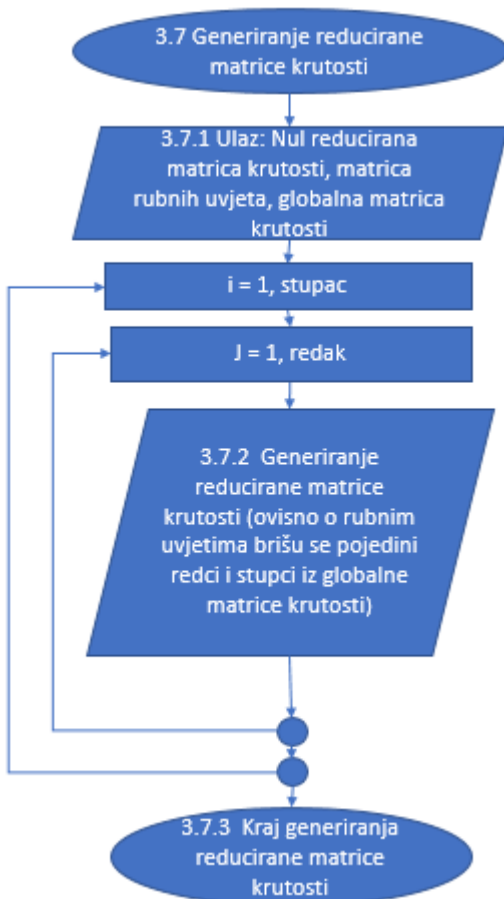 3.7 Generiranje reducirane
matrice krutosti
3.7.1 Ulaz: Nul reducirana
matrica krutosti, matrica
rubnih uvjeta, globalna matrica
krutosti
i = 1, stupac
J = 1, redak
3.7.2 Generiranje
reducirane matrice
krutosti (ovisno o rubnim
uvjetima brišu se pojedini
redci i stupci iz globalne
matrice krutosti)
3.7.3 Kraj generiranja
reducirane matrice
krutosti